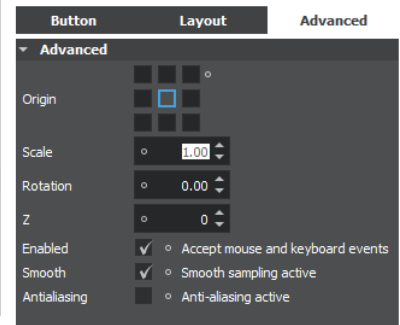 Button Layout Advanced
Advanced
Origin
Scale 1.00
Rotation 0.00
Z 0
Enabled Accept mouse and keyboard events
Smooth Smooth sampling active
Antialiasing Anti-aliasing active